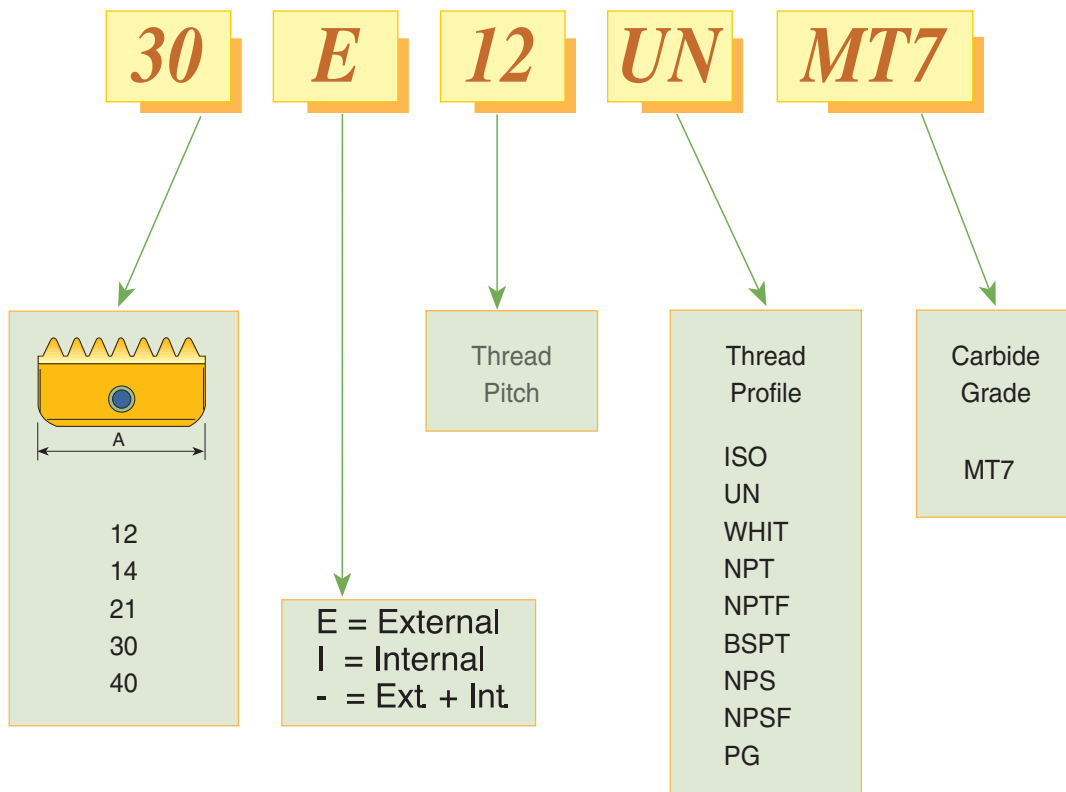 30 E 12 UN MT7
A
12
14
21
30
40
E = External
I = Internal
- = Ext. + Int.
Thread
Pitch
Thread
Profile
ISO
UN
WHIT
NPT
NPTF
BSPT
NPS
NPSF
PG
Carbide
Grade
MT7